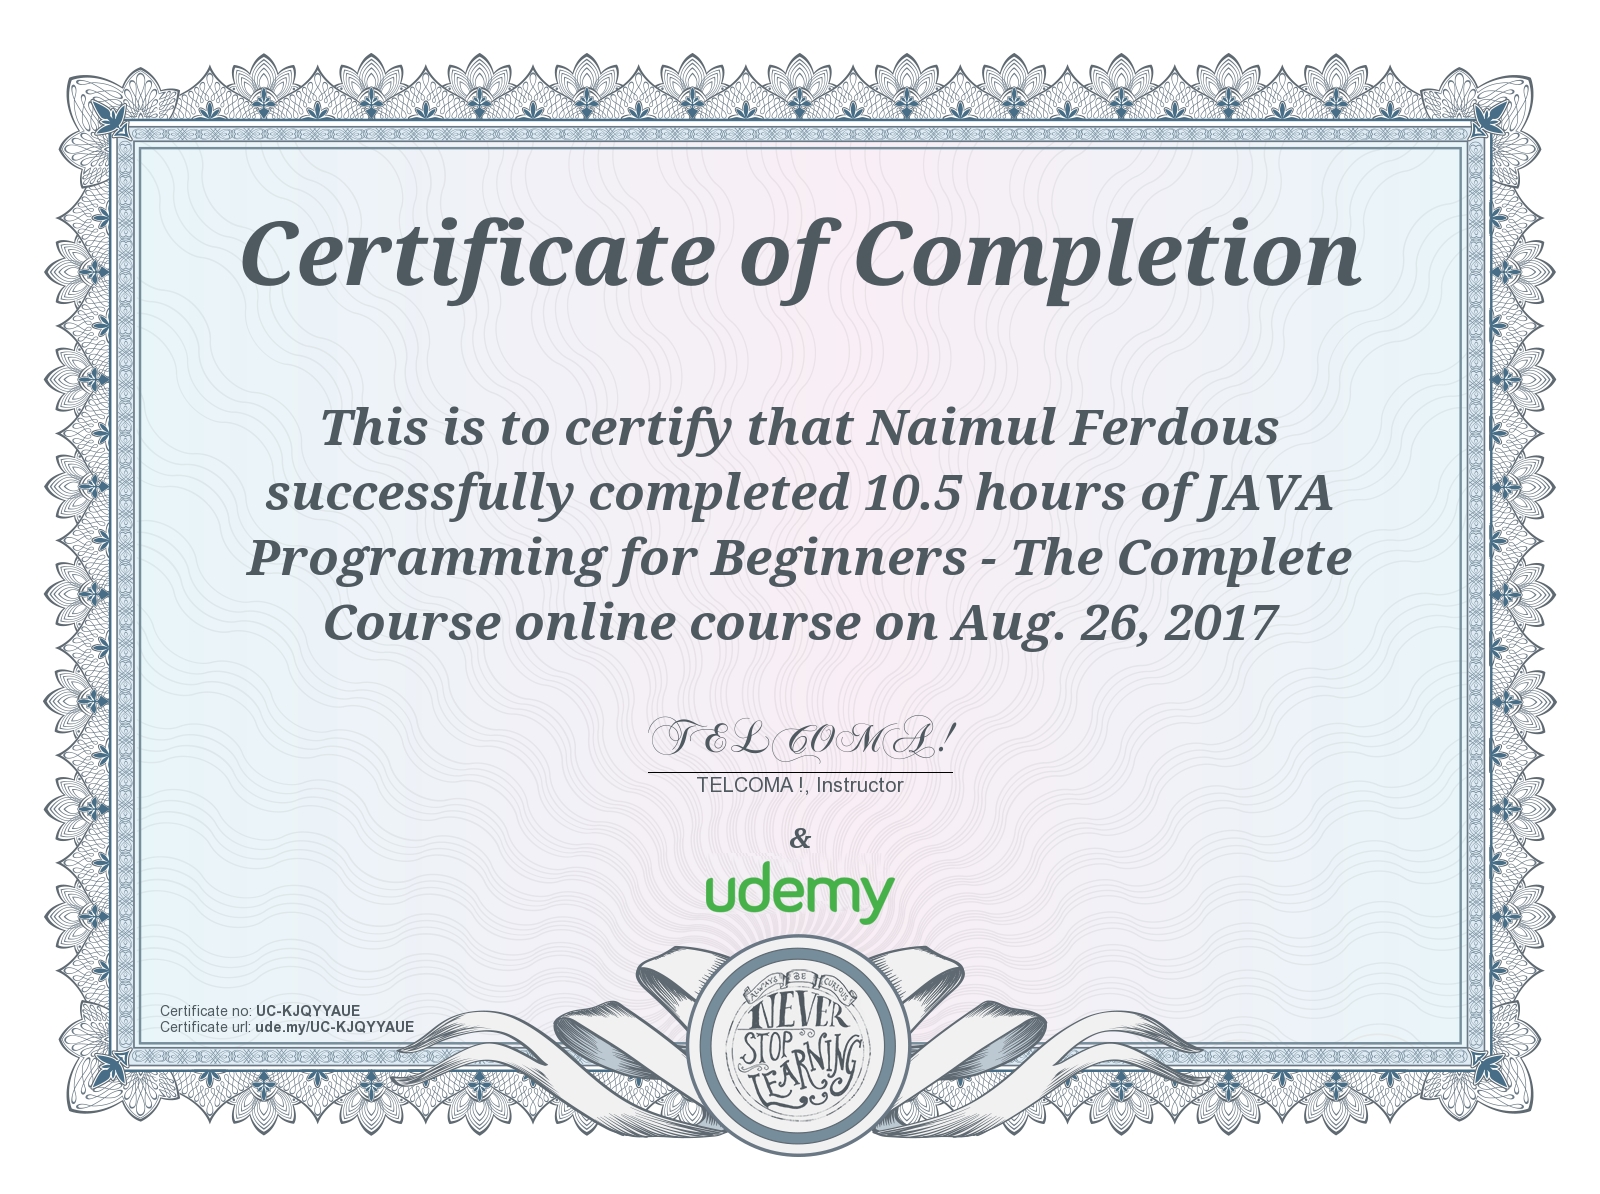 Certificate of Completion
This is to certify that Naimul Ferdous
successfully completed 10.5 hours of JAVA
Programming for Beginners - The Complete
Course online course on Aug. 26, 2017
TELCOMA!
TELCOMA !, Instructor
&
udemy
Certificate no: UC-KJQYYAUE
Certificate url: ude.my/UC-KJQYYAUE
ALWAYS BE CURIOUS
NEVER
STOP
LEARNING